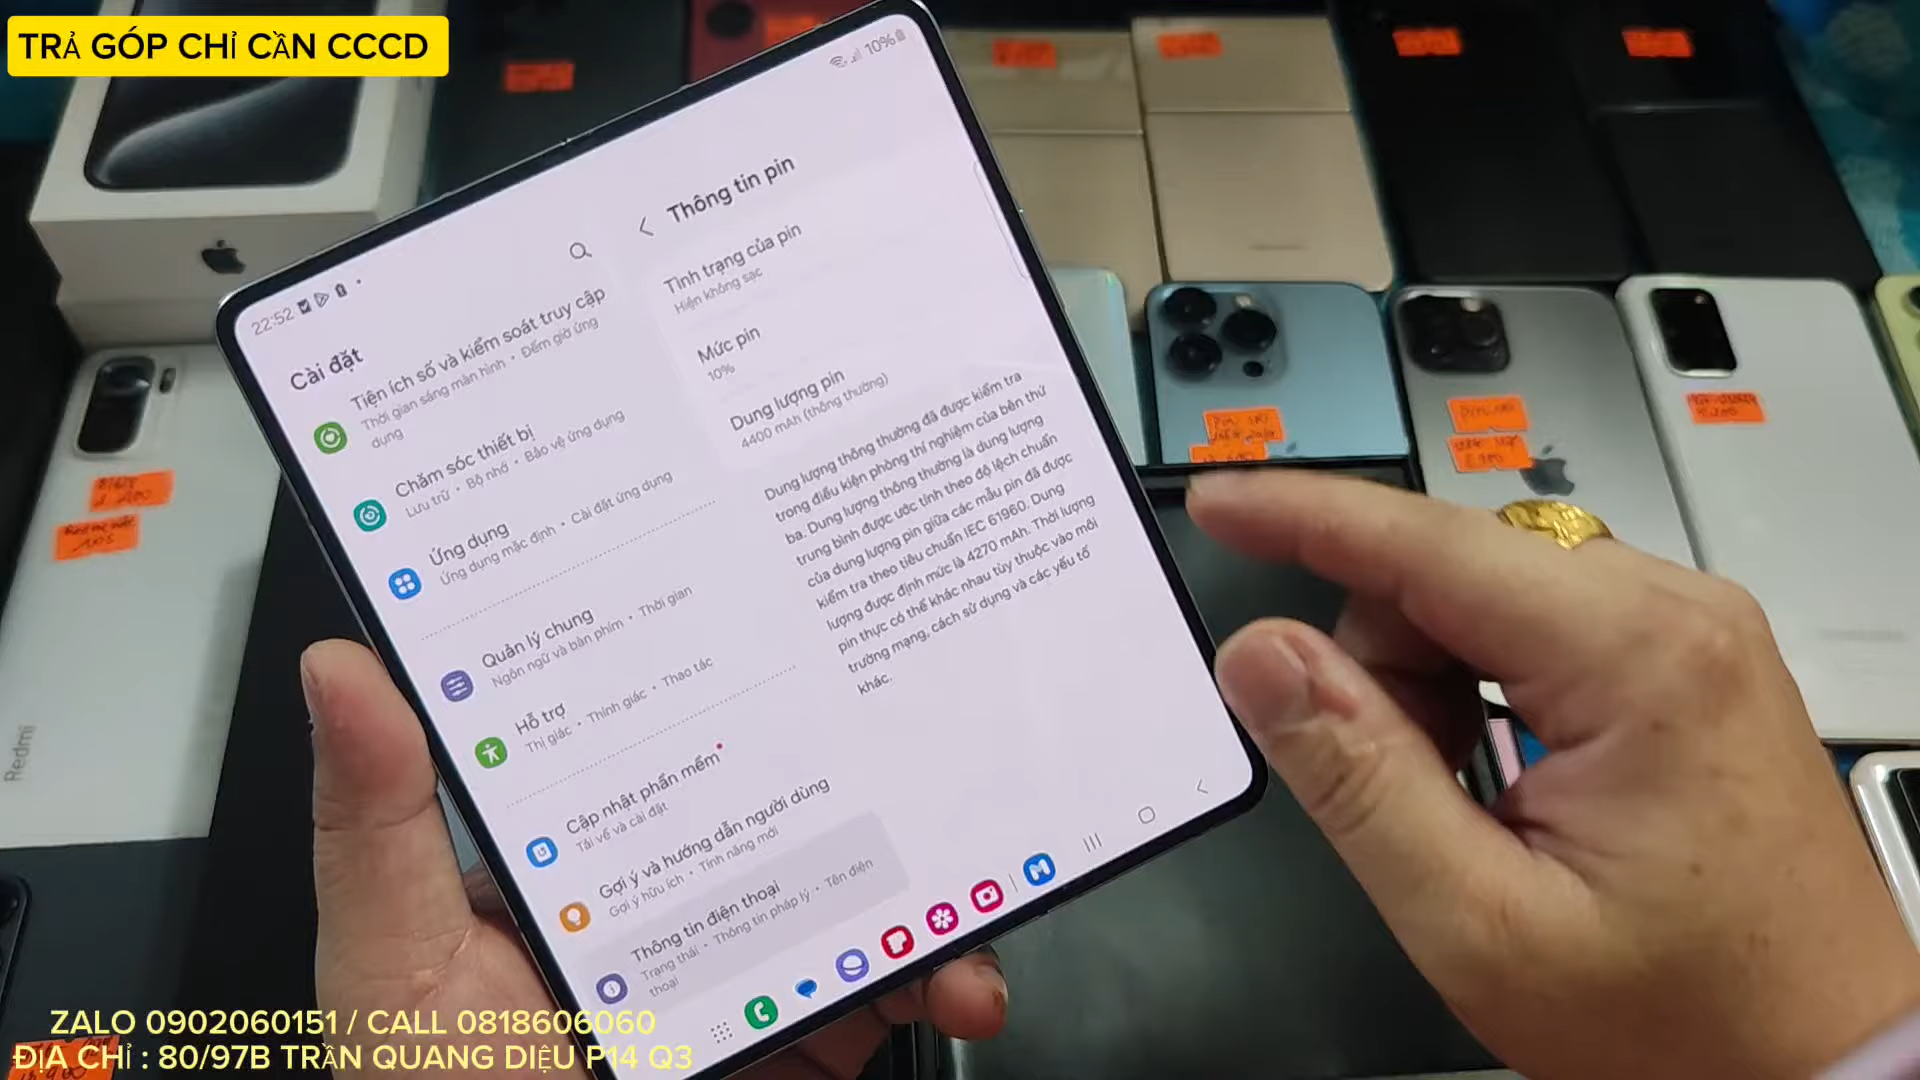 TRẢ GÓP CHỈ CẦN CCCD
22:52
10%
Cài đặt
Tiện ích số và kiểm soát truy cập
Thời gian sáng màn hình • Đếm giờ ứng
dụng
Chăm sóc thiết bị
Lưu trữ • Bộ nhớ • Bảo vệ ứng dụng
Ứng dụng
Ứng dụng mặc định • Cài đặt ứng dụng
Quản lý chung
Ngôn ngữ và bàn phím • Thời gian
Hỗ trợ
Thị giác • Thính giác • Thao tác
Cập nhật phần mềm
Tải về và cài đặt
Gợi ý và hướng dẫn người dùng
Gợi ý hữu ích • Tính năng mới
Thông tin điện thoại
Trạng thái • Thông tin pháp lý • Tên điện
thoại
Thông tin pin
Tình trạng của pin
Hiện không sạc
Mức pin
10%
Dung lượng pin
4400 mAh (thông thường)
Dung lượng thông thường đã được kiểm tra
trong điều kiện phòng thí nghiệm của bên thứ
ba. Dung lượng thông thường là dung lượng
trung bình được ước tính theo độ lệch chuẩn
của dung lượng pin giữa các mẫu pin đã được
kiểm tra theo tiêu chuẩn IEC 61960. Dung
lượng được định mức là 4270 mAh. Thời lượng
pin thực có thể khác nhau tùy thuộc vào môi
trường mạng, cách sử dụng và các yếu tố
khác.
Redmi
ZALO 0902060151 / CALL 0818606060
ĐỊA CHỈ : 80/97B TRẦN QUANG DIỆU P14 Q3